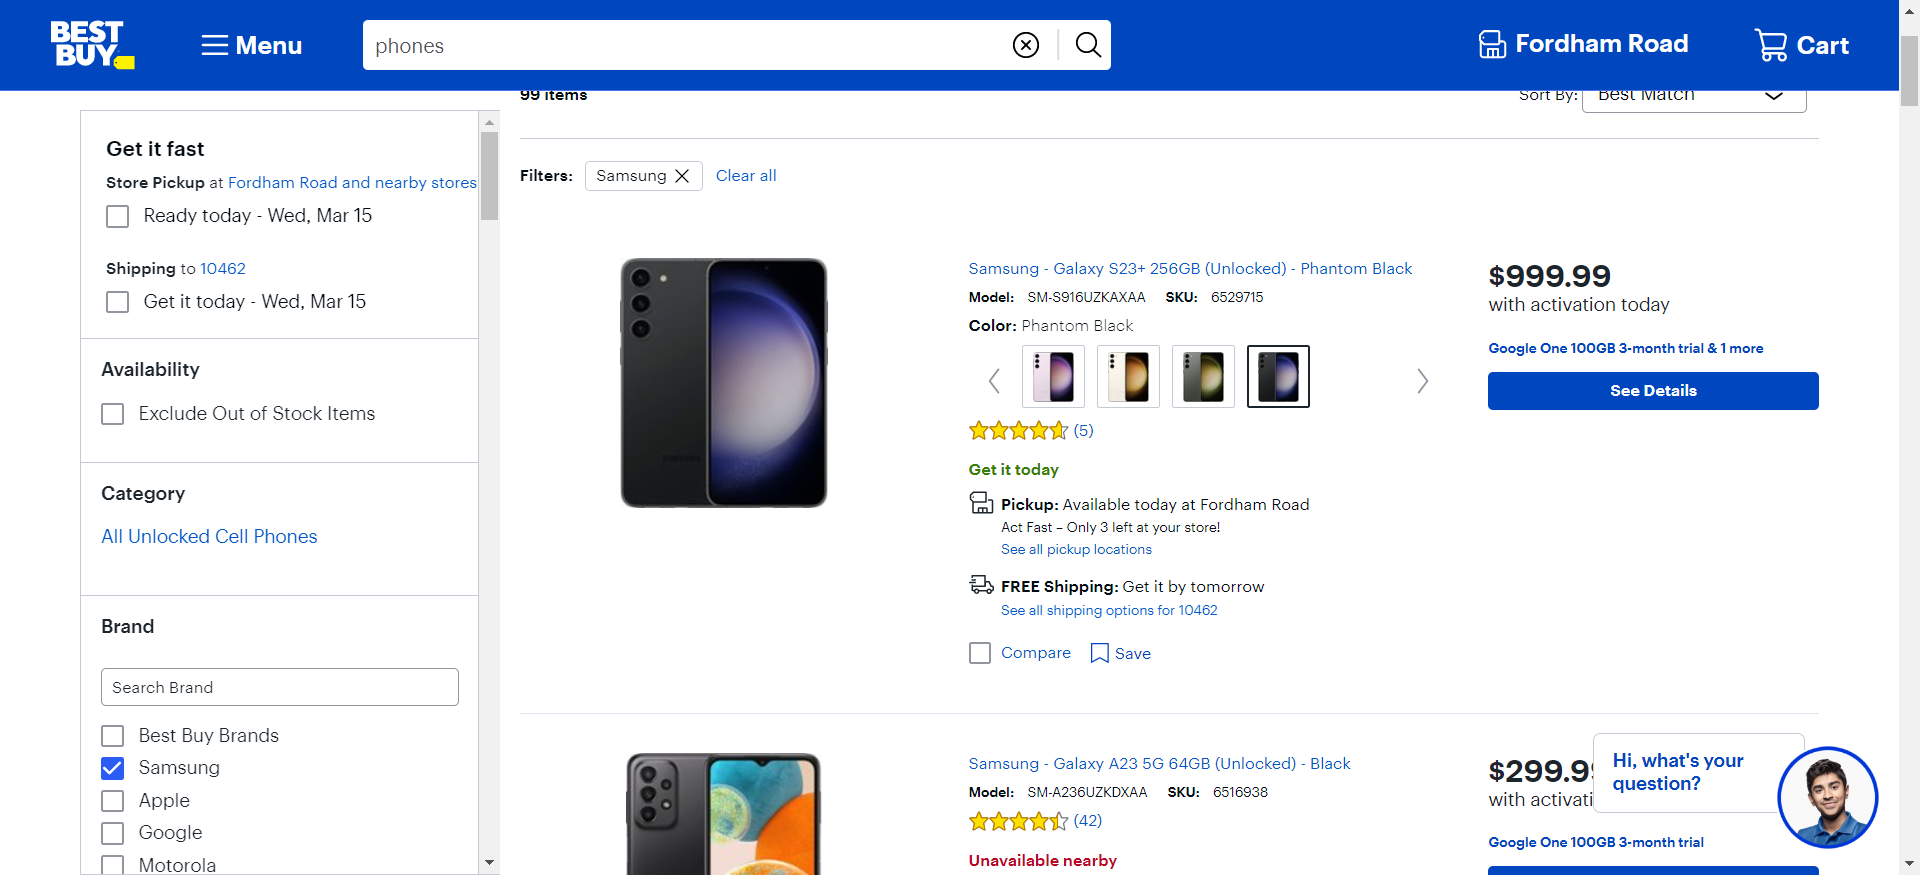 BEST
BUY
Menu
phones
Fordham Road
Cart
99 items
Sort By:
Best Match
Get it fast
Store Pickup at Fordham Road and nearby stores
Ready today - Wed, Mar 15
Shipping to 10462
Get it today - Wed, Mar 15
Availability
Exclude Out of Stock Items
Category
All Unlocked Cell Phones
Brand
Search Brand
Best Buy Brands
Samsung
Apple
Google
Motorola
Filters:
Samsung
Clear all
Samsung - Galaxy S23+ 256GB (Unlocked) - Phantom Black
Model: SM-S916UZKAXAA SKU: 6529715
Color: Phantom Black
(5)
Get it today
Pickup: Available today at Fordham Road
Act Fast – Only 3 left at your store!
See all pickup locations
FREE Shipping: Get it by tomorrow
See all shipping options for 10462
Compare
Save
$999.99
with activation today
Google One 100GB 3-month trial & 1 more
See Details
Samsung - Galaxy A23 5G 64GB (Unlocked) - Black
Model: SM-A236UZKDXAA SKU: 6516938
(42)
Unavailable nearby
$299.9
with activati
Google One 100GB 3-month trial
Hi, what's your
question?